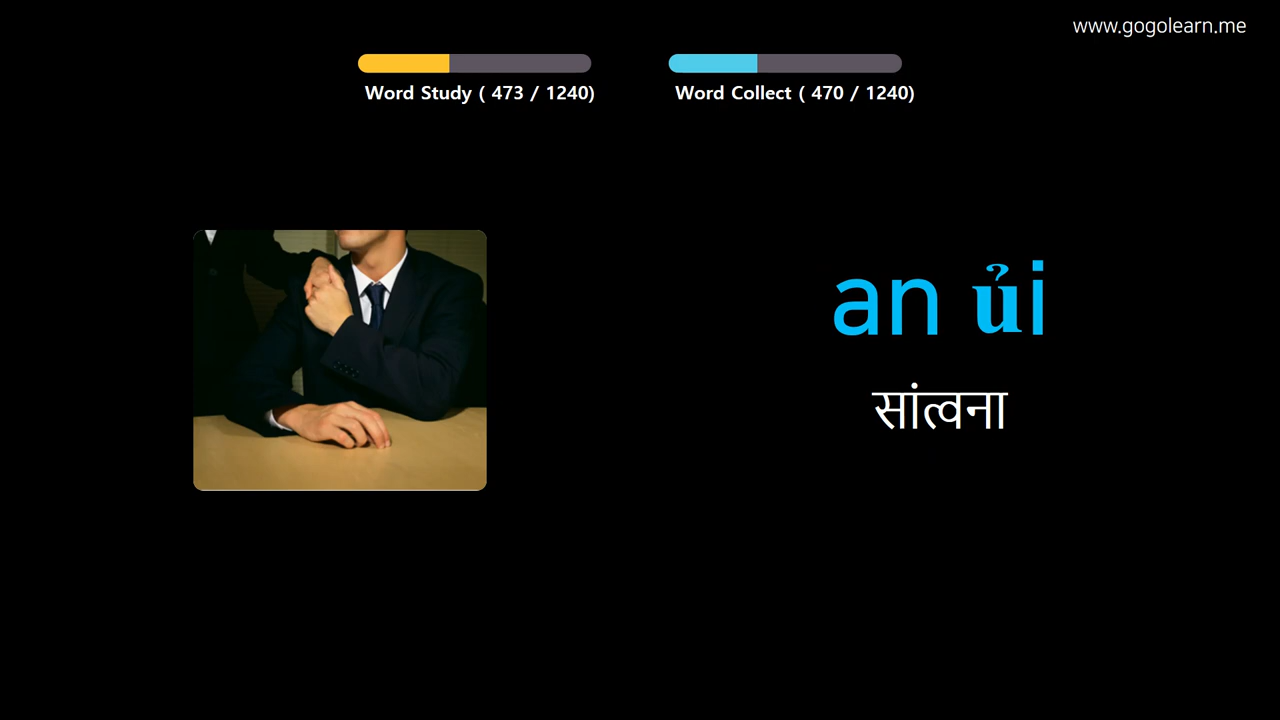 www.gogolearn.me
Word Study ( 473 / 1240)
Word Collect ( 470 / 1240)
an ủi
सांत्वना